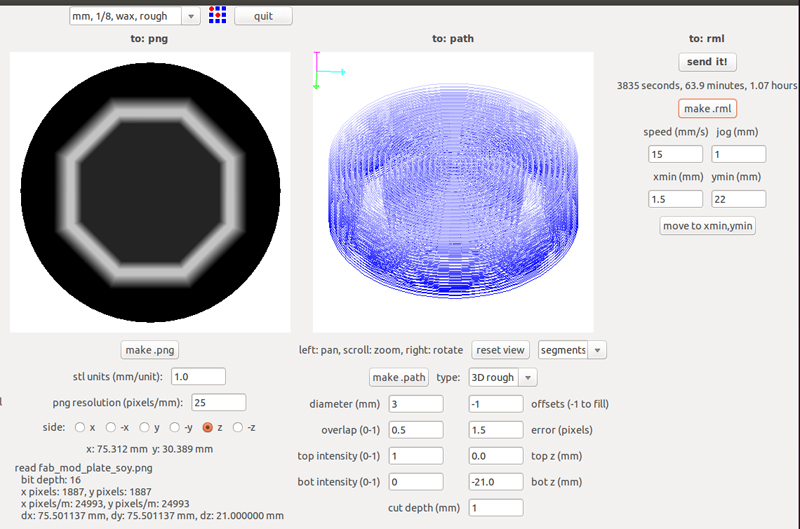 mm, 1/8, wax, rough quit
to: png to: path to: rml
send it!
3835 seconds, 63.9 minutes, 1.07 hours
make .rml
speed (mm/s) jog (mm)
15 1
xmin (mm) ymin (mm)
1.5 22
move to xmin,ymin
make .png left: pan, scroll: zoom, right: rotate reset view segments
stl units (mm/unit): 1.0 make .path type: 3D rough
png resolution (pixels/mm): 25 diameter (mm) 3 -1 offsets (-1 to fill)
side: x -x y -y z -z overlap (0-1) 0.5 1.5 error (pixels)
x: 75.312 mm y: 30.389 mm top intensity (0-1) 1 0.0 top z (mm)
read fab_mod_plate_soy.png
bit depth: 16 bot intensity (0-1) 0 -21.0 bot z (mm)
x pixels: 1887, y pixels: 1887
x pixels/m: 24993, y pixels/m: 24993 cut depth (mm) 1
dx: 75.501137 mm, dy: 75.501137 mm, dz: 21.000000 mm